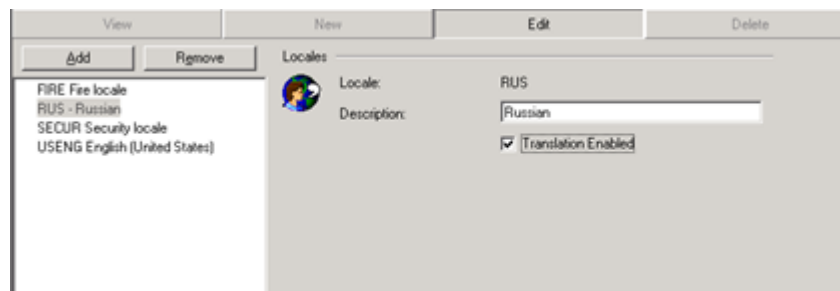 View New Edit Delete
Add Remove
Locales
FIRE Fire locale
RUS - Russian
SECUR Security locale
USENG English (United States)
Locale: RUS
Description: Russian
Translation Enabled